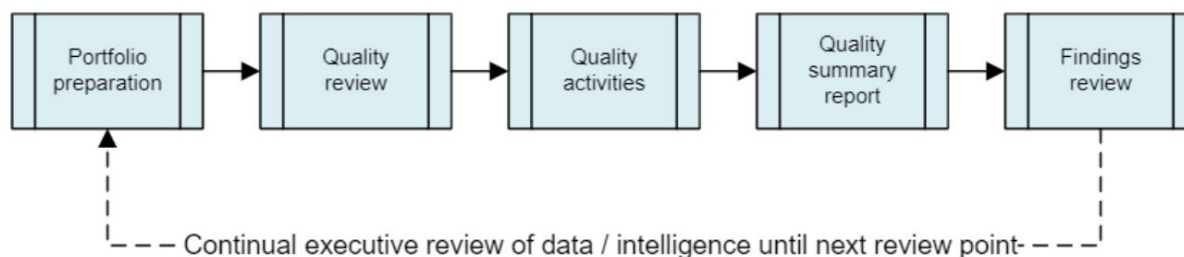 Portfolio
preparation
Quality
review
Quality
activities
Quality
summary
report
Findings
review
Continual executive review of data / intelligence until next review point